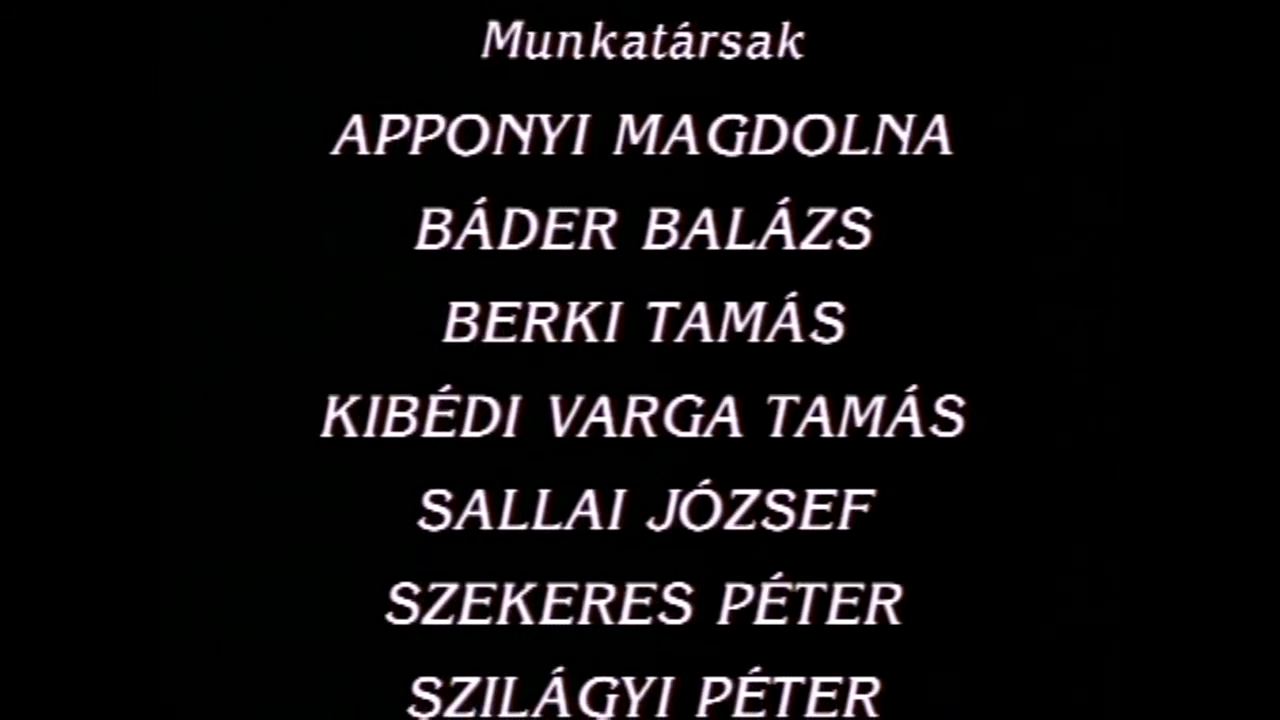 Munkatársak
APPONYI MAGDOLNA
BÁDER BALÁZS
BERKI TAMÁS
KIBÉDI VARGA TAMÁS
SALLAI JÓZSEF
SZEKERES PÉTER
SZILÁGYI PÉTER